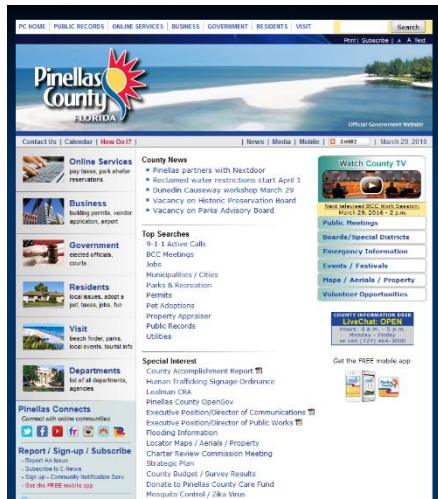 PC HOME | PUBLIC RECORDS | ONLINE SERVICES | BUSINESS | GOVERNMENT | RESIDENTS | VISIT
Search
Print | Subscribe | A A Text
Pinellas
County
FLORIDA
Official Government Website
Contact Us | Calendar | How Do I? |
| News | Media | Mobile | SHARE | March 29, 2016
Online Services
pay taxes, park shelter
reservations
Business
building permits, vendor
application, airport
Government
elected officials,
courts
Residents
local issues, adopt a
pet, taxes, jobs, fun
Visit
beach finder, parks,
local events, tourist info
Departments
list of all departments,
agencies
Pinellas Connects
Connect with online communities
Report / Sign-up / Subscribe
- Report An Issue
- Subscribe to E-News
- Sign up - Community Notification Serv.
- Get the FREE mobile app
County News
Pinellas partners with Nextdoor
Reclaimed water restrictions start April 1
Dunedin Causeway workshop March 29
Vacancy on Historic Preservation Board
Vacancy on Parks Advisory Board
Top Searches
9-1-1 Active Calls
BCC Meetings
Jobs
Municipalities / Cities
Parks & Recreation
Permits
Pet Adoptions
Property Appraiser
Public Records
Utilities
Special Interest
County Accomplishment Report
Human Trafficking Signage Ordinance
Lealman CRA
Pinellas County OpenGov
Executive Position/Director of Communications
Executive Position/Director of Public Works
Flooding Information
Locator Maps / Aerials / Property
Charter Review Commission Meeting
Strategic Plan
County Budget / Survey Results
Donate to Pinellas County Care Fund
Mosquito Control / Zika Virus
Watch County TV
Next televised BCC Work Session:
March 29, 2016 - 2 p.m.
Public Meetings
Boards/Special Districts
Emergency Information
Events / Festivals
Maps / Aerials / Property
Volunteer Opportunities
COUNTY INFORMATION DESK
LiveChat: OPEN
Hours: 8 a.m. - 5 p.m.
Monday - Friday
or call (727) 464-3000
Get the FREE mobile app